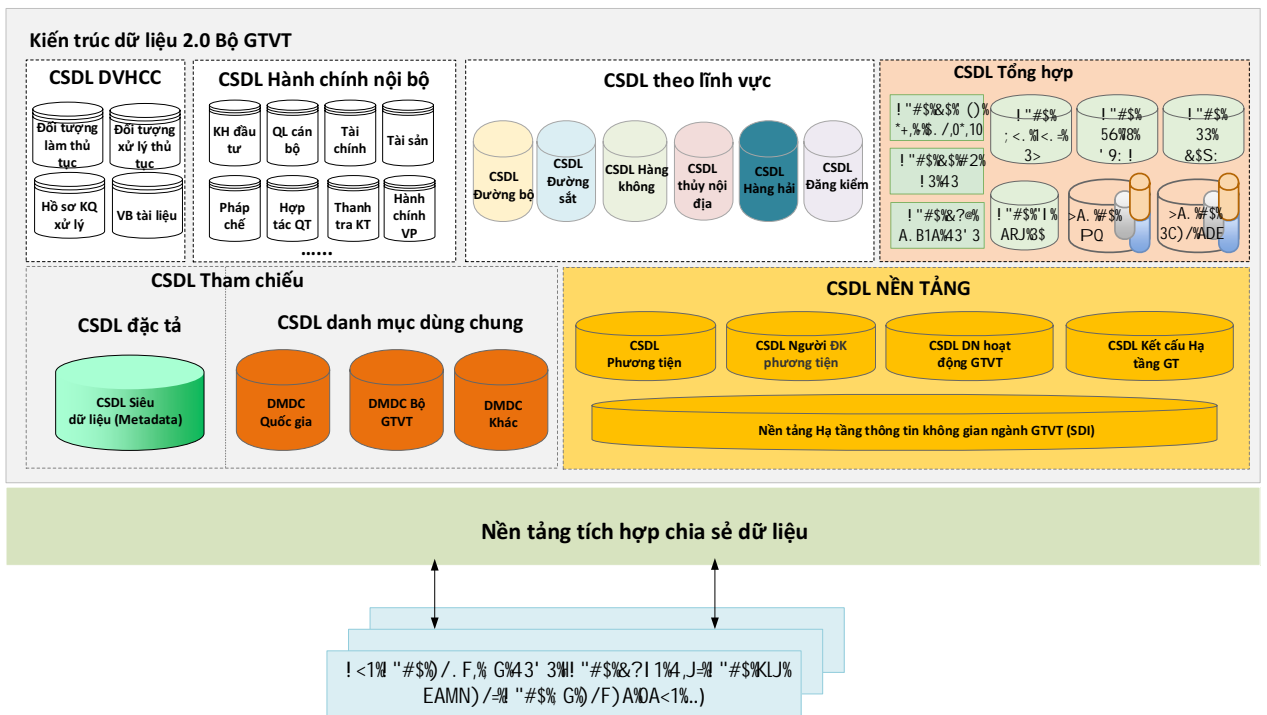 Kiến trúc dữ liệu 2.0 Bộ GTVT
CSDL DVHCC
Đối tượng
làm thủ
tục
Đối tượng
xử lý thủ
tục
Hồ sơ KQ
xử lý
VB tài liệu
CSDL Hành chính nội bộ
KH đầu
tư
QL cán
bộ
Tài
chính
Tài sản
Pháp
chế
Hợp
tác QT
Thanh
tra KT
Hành
chính
VP
......
CSDL theo lĩnh vực
CSDL
Đường bộ
CSDL
Đường
sắt
CSDL Hàng
không
CSDL
thủy nội
địa
CSDL
Hàng hải
CSDL
Đăng kiểm
CSDL Tổng hợp
CSDL Tham chiếu
CSDL đặc tả
CSDL Siêu
dữ liệu (Metadata)
CSDL danh mục dùng chung
DMDC
Quốc gia
DMDC Bộ
GTVT
DMDC
Khác
CSDL NỀN TẢNG
CSDL
Phương tiện
CSDL Người ĐK
phương tiện
CSDL DN hoạt
động GTVT
CSDL Kết cấu Hạ
tầng GT
Nền tảng Hạ tầng thông tin không gian ngành GTVT (SDI)
Nền tảng tích hợp chia sẻ dữ liệu